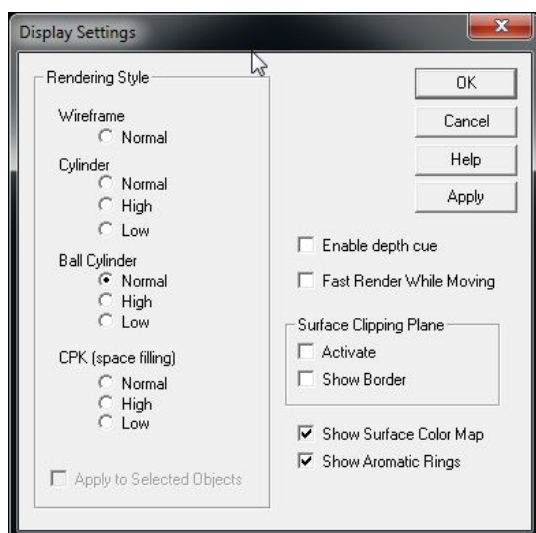 Display Settings
Rendering Style
Wireframe
Normal
Cylinder
Normal
High
Low
Ball Cylinder
Normal
High
Low
CPK (space filling)
Normal
High
Low
Apply to Selected Objects
OK
Cancel
Help
Apply
Enable depth cue
Fast Render While Moving
Surface Clipping Plane
Activate
Show Border
Show Surface Color Map
Show Aromatic Rings